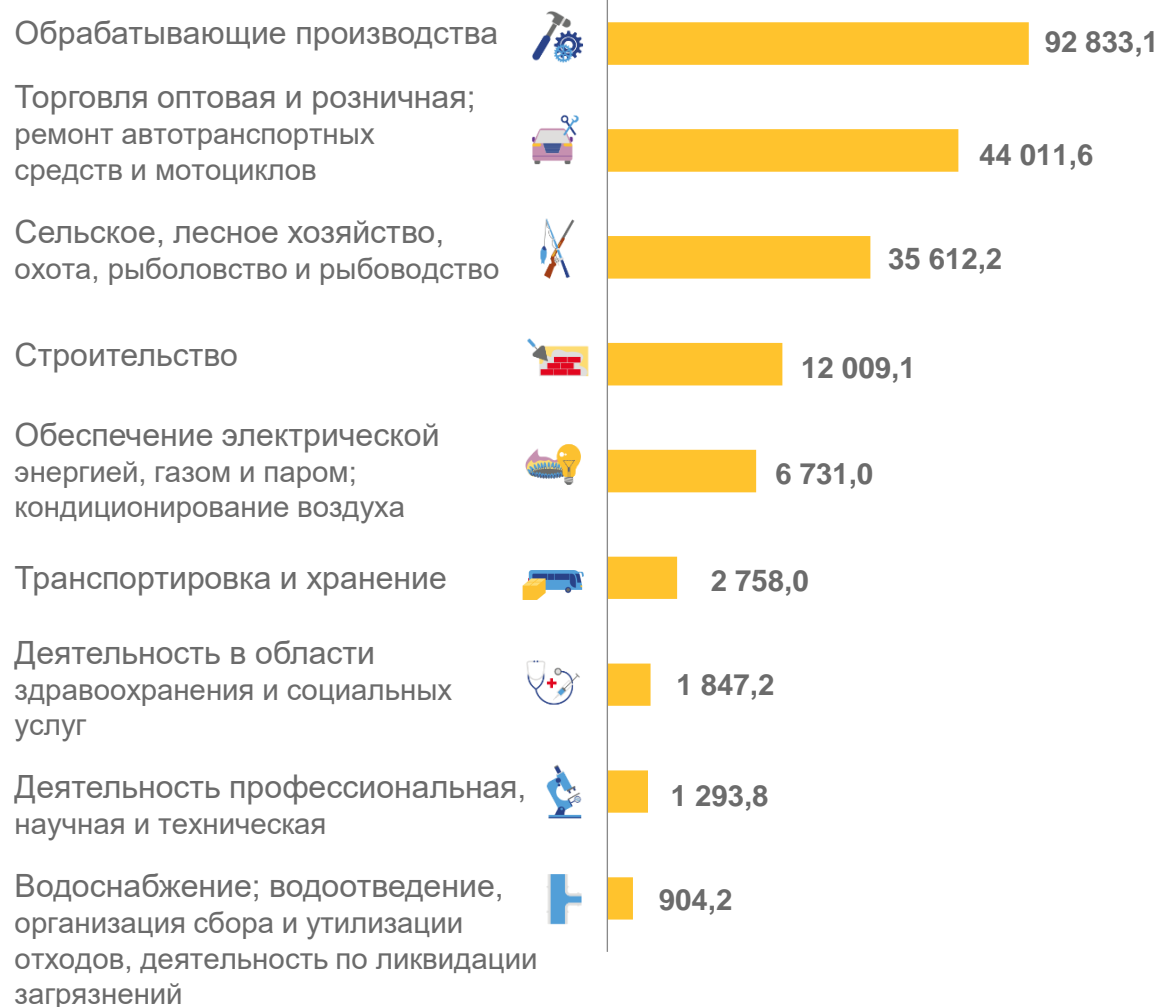 Обрабатывающие производства
92 833,1
Торговля оптовая и розничная;
ремонт автотранспортных
средств и мотоциклов
44 011,6
Сельское, лесное хозяйство,
охота, рыболовство и рыбоводство
35 612,2
Строительство
12 009,1
Обеспечение электрической
энергией, газом и паром;
кондиционирование воздуха
6 731,0
Транспортировка и хранение
2 758,0
Деятельность в области
здравоохранения и социальных
услуг
1 847,2
Деятельность профессиональная,
научная и техническая
1 293,8
Водоснабжение; водоотведение,
организация сбора и утилизации
отходов, деятельность по ликвидации
загрязнений
904,2